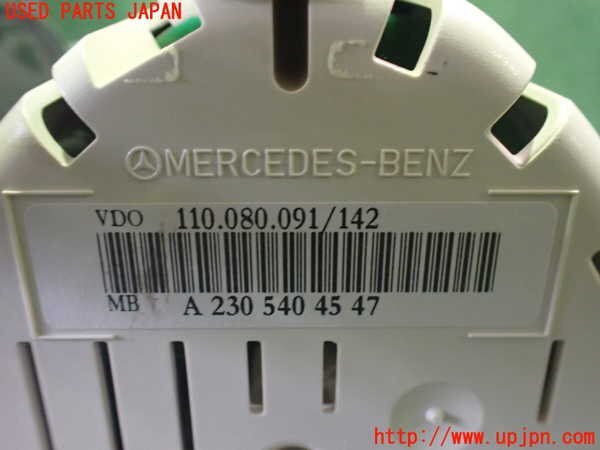 USED PARTS JAPAN
MERCEDES-BENZ
VDO 110.080.091/142
MB A 230 540 45 47
http://www.upjpn.com/